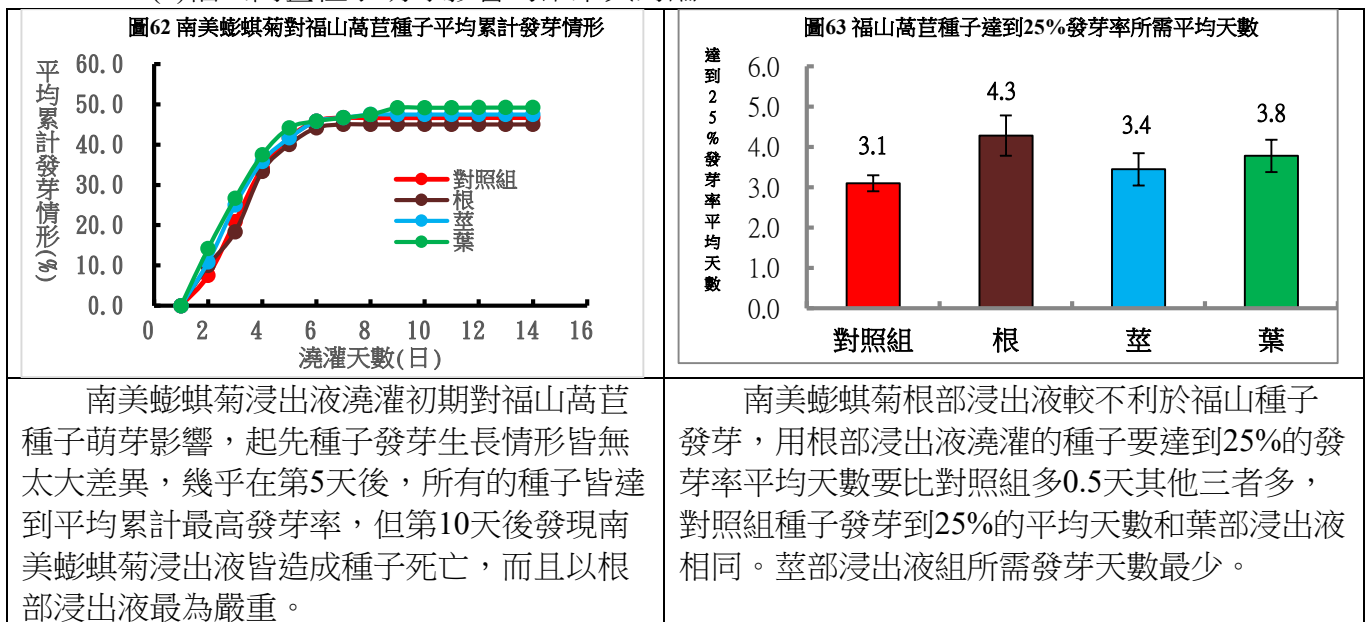 圖62 南美蟛蜞菊對福山萵苣種子平均累計發芽情形
平均累計發芽情形(%)
60.0
50.0
40.0
30.0
20.0
10.0
0.0
對照組
根
莖
葉
0 2 4 6 8 10 12 14 16
澆灌天數(日)
圖63 福山萵苣種子達到25%發芽率所需平均天數
達到25%發芽率平均天數
6.0
5.0
4.0
3.0
2.0
1.0
0.0
3.1
4.3
3.4
3.8
對照組 根 莖 葉
南美蟛蜞菊浸出液澆灌初期對福山萵苣
種子萌芽影響，起先種子發芽生長情形皆無
太大差異，幾乎在第5天後，所有的種子皆達
到平均累計最高發芽率，但第10天後發現南
美蟛蜞菊浸出液皆造成種子死亡，而且以根
部浸出液最為嚴重。
南美蟛蜞菊根部浸出液較不利於福山種子
發芽，用根部浸出液澆灌的種子要達到25%的發
芽率平均天數要比對照組多0.5天其他三者多，
對照組種子發芽到25%的平均天數和葉部浸出液
相同。莖部浸出液組所需發芽天數最少。